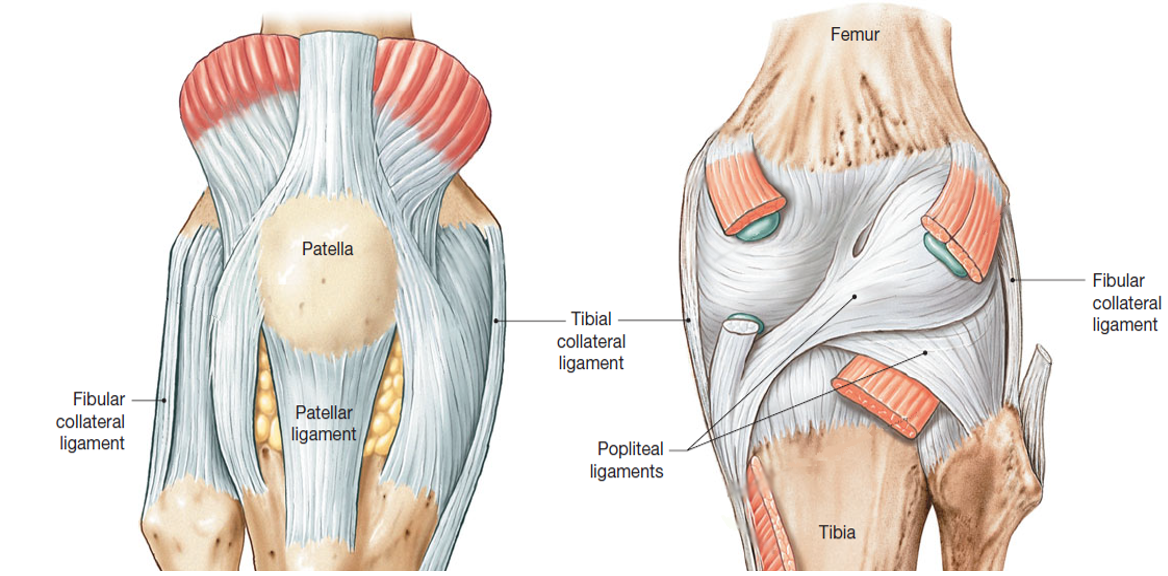 Femur
Patella
Fibular
collateral
ligament
Tibial
collateral
ligament
Fibular
collateral
ligament
Patellar
ligament
Popliteal
ligaments
Tibia